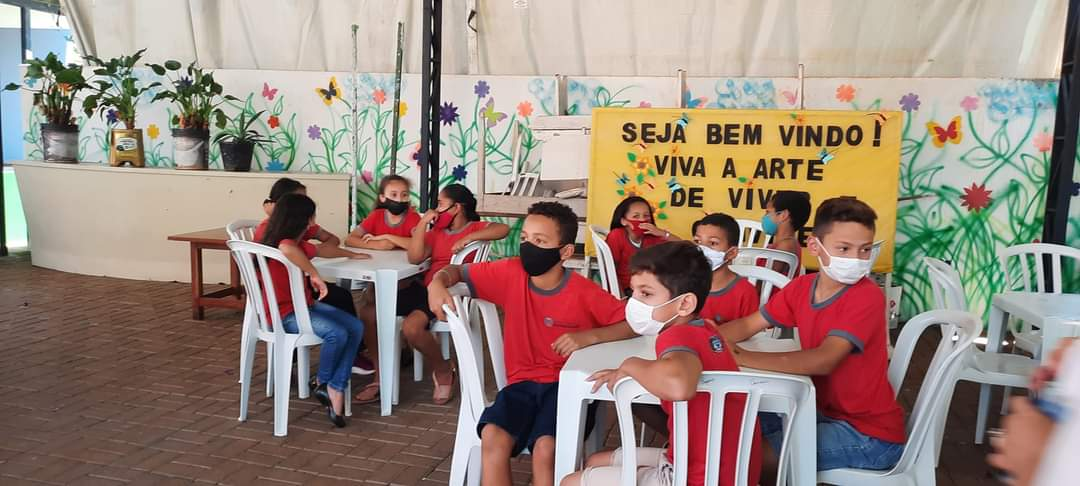 SEJA BEM VINDO!
VIVA A ARTE
DE